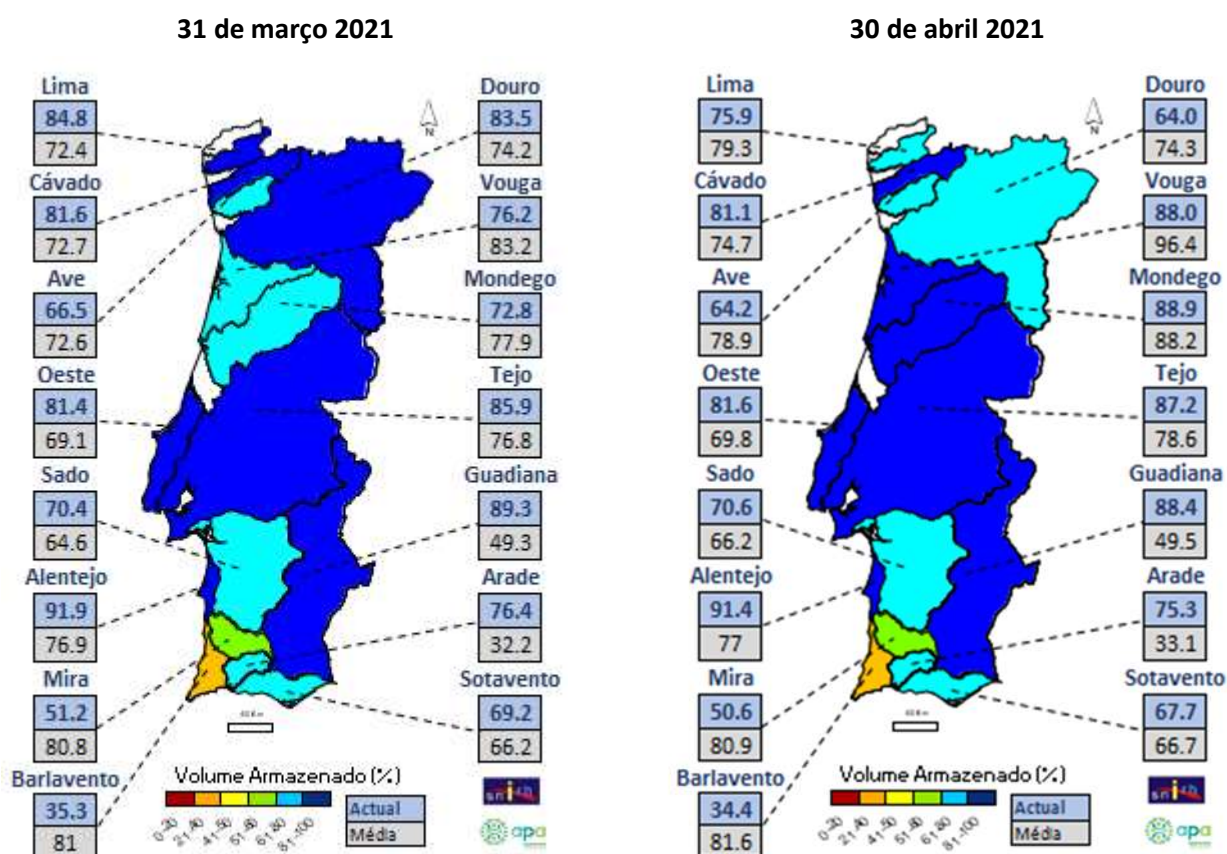 31 de março 2021
Lima
84.8
72.4
Cávado
81.6
72.7
Ave
66.5
72.6
Oeste
81.4
69.1
Sado
70.4
64.6
Alentejo
91.9
76.9
Mira
51.2
80.8
Barlavento
35.3
81
Douro
83.5
74.2
Vouga
76.2
83.2
Mondego
72.8
77.9
Tejo
85.9
76.8
Guadiana
89.3
49.3
Arade
76.4
32.2
Sotavento
69.2
66.2
N
Volume Armazenado (%)
0-20
21-40
41-50
51-60
61-80
81-100
Actual
Média
snirh
apa
30 de abril 2021
Lima
75.9
79.3
Cávado
81.1
74.7
Ave
64.2
78.9
Oeste
81.6
69.8
Sado
70.6
66.2
Alentejo
91.4
77
Mira
50.6
80.9
Barlavento
34.4
81.6
Douro
64.0
74.3
Vouga
88.0
96.4
Mondego
88.9
88.2
Tejo
87.2
78.6
Guadiana
88.4
49.5
Arade
75.3
33.1
Sotavento
67.7
66.7
N
Volume Armazenado (%)
0-20
21-40
41-50
51-60
61-80
81-100
Actual
Média
snirh
apa